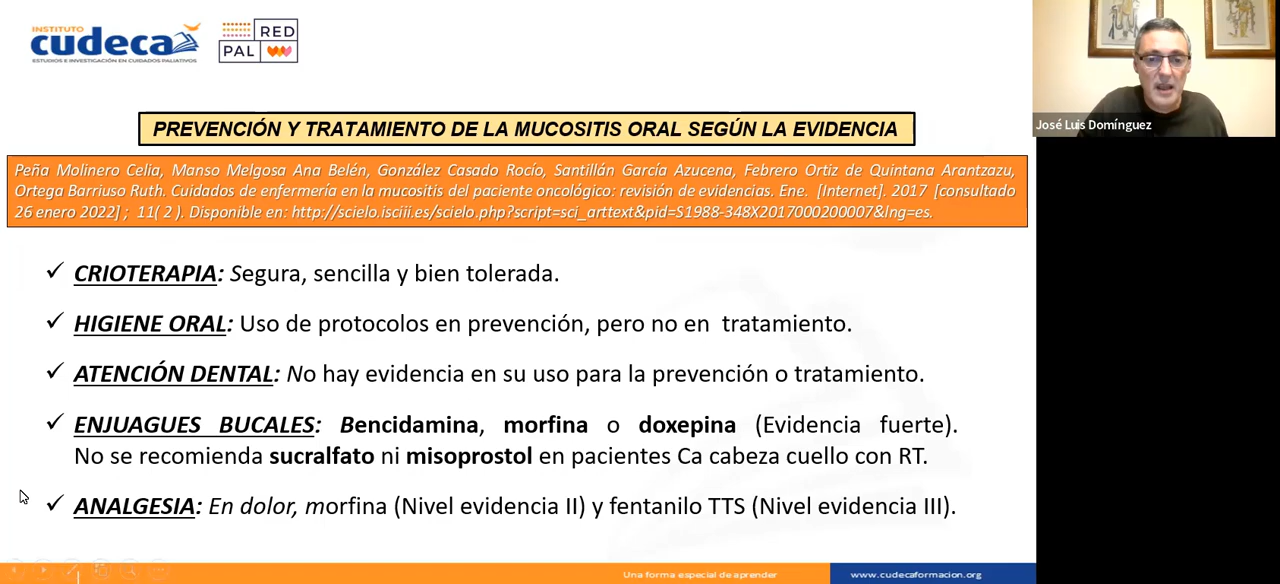 INSTITUTO
cudeca
ESTUDIOS E INVESTIGACIÓN EN CUIDADOS PALIATIVOS
RED
PAL
José Luis Domínguez
PREVENCIÓN Y TRATAMIENTO DE LA MUCOSITIS ORAL SEGÚN LA EVIDENCIA
Peña Molinero Celia, Manso Melgosa Ana Belén, González Casado Rocío, Santillán García Azucena, Febrero Ortiz de Quintana Arantzazu,
Ortega Barriuso Ruth. Cuidados de enfermería en la mucositis del paciente oncológico: revisión de evidencias. Ene. [Internet]. 2017 [consultado
26 enero 2022] ; 11( 2 ). Disponible en: http://scielo.isciii.es/scielo.php?script=sci_arttext&pid=S1988-348X2017000200007&lng=es.
✓ CRIOTERAPIA: Segura, sencilla y bien tolerada.
✓ HIGIENE ORAL: Uso de protocolos en prevención, pero no en tratamiento.
✓ ATENCIÓN DENTAL: No hay evidencia en su uso para la prevención o tratamiento.
✓ ENJUAGUES BUCALES: Bencidamina, morfina o doxepina (Evidencia fuerte).
No se recomienda sucralfato ni misoprostol en pacientes Ca cabeza cuello con RT.
✓ ANALGESIA: En dolor, morfina (Nivel evidencia II) y fentanilo TTS (Nivel evidencia III).
Una forma especial de aprender
www.cudecaformacion.org